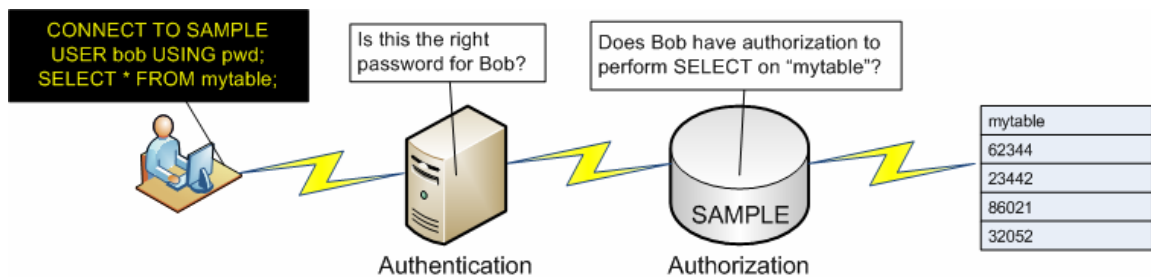 CONNECT TO SAMPLE
USER bob USING pwd;
SELECT * FROM mytable;
Is this the right
password for Bob?
Does Bob have authorization to
perform SELECT on “mytable”?
mytable
62344
23442
86021
32052
SAMPLE
Authentication
Authorization